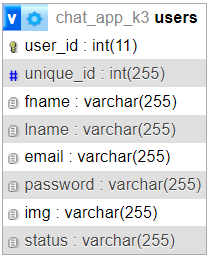 v chat_app_k3 users
user_id : int(11)
# unique_id : int(255)
fname : varchar(255)
lname : varchar(255)
email : varchar(255)
password : varchar(255)
img : varchar(255)
status : varchar(255)